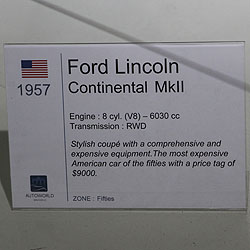 Ford Lincoln
1957
Continental MkII
Engine : 8 cyl. (V8) – 6030 cc
Transmission : RWD
Stylish coupé with a comprehensive and
expensive equipment.The most expensive
American car of the fifties with a price tag of
$9000.
AUTOWORLD
ZONE : Fifties